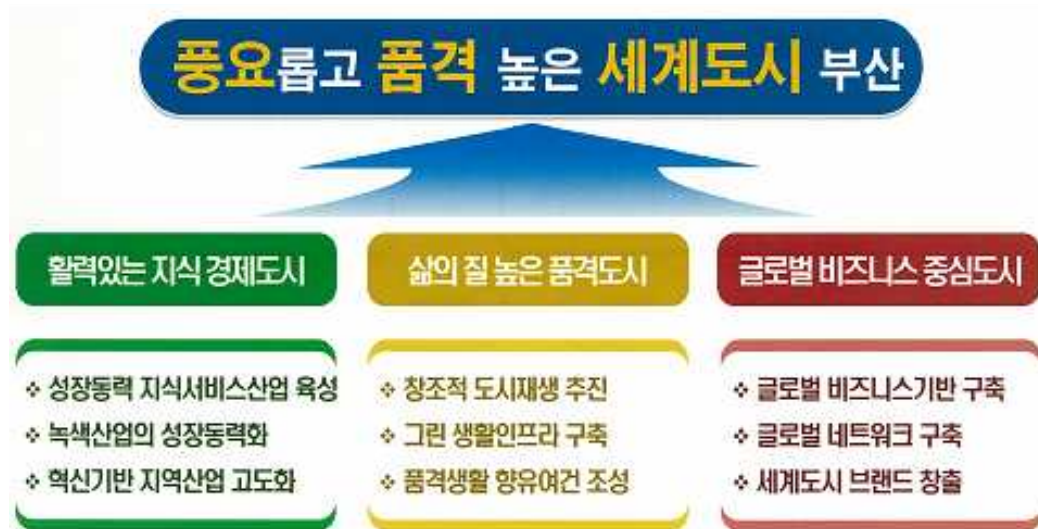 풍요롭고 품격 높은 세계도시 부산
활력있는 지식 경제도시
❖ 성장동력 지식서비스산업 육성
❖ 녹색산업의 성장동력화
❖ 혁신기반 지역산업 고도화
삶의 질 높은 품격도시
❖ 창조적 도시재생 추진
❖ 그린 생활인프라 구축
❖ 품격생활 향유여건 조성
글로벌 비즈니스 중심도시
❖ 글로벌 비즈니스기반 구축
❖ 글로벌 네트워크 구축
❖ 세계도시 브랜드 창출